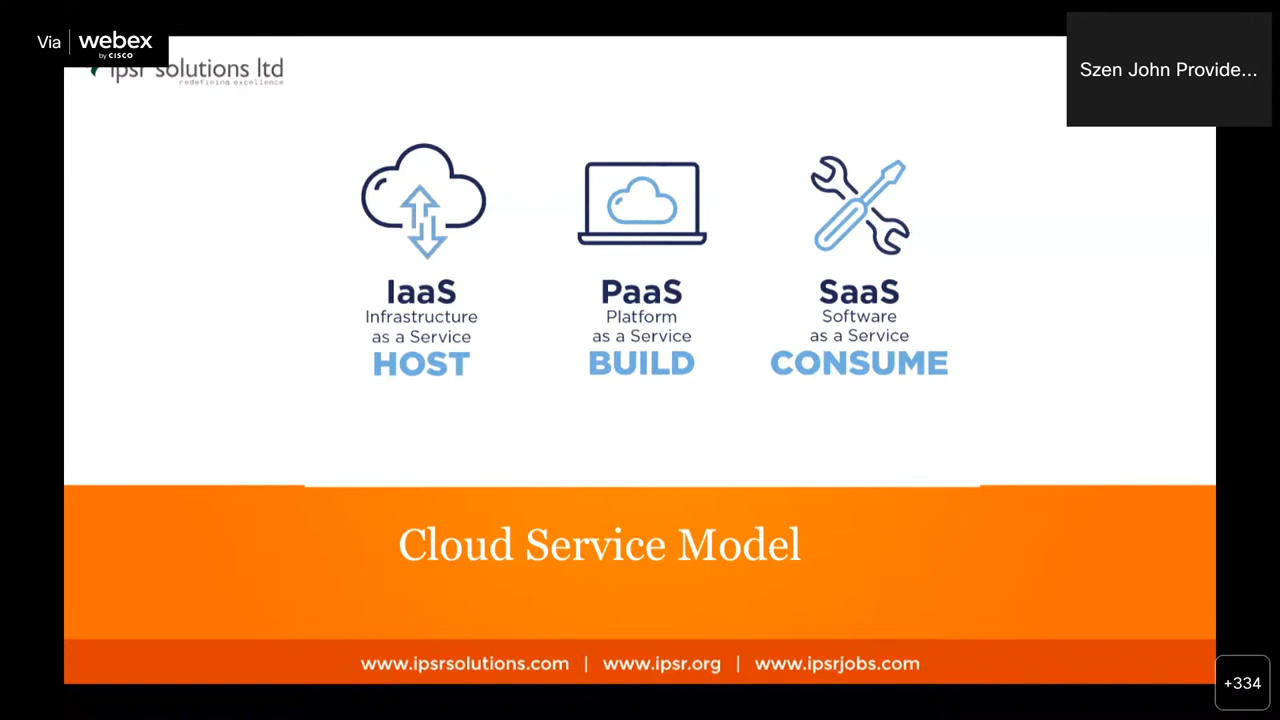 Via webex
by CISCO
ipsr solutions ltd
redefining excellence
Szen John Provide...
IaaS
Infrastructure
as a Service
HOST
PaaS
Platform
as a Service
BUILD
SaaS
Software
as a Service
CONSUME
Cloud Service Model
www.ipsrsolutions.com | www.ipsr.org | www.ipsrjobs.com
+334